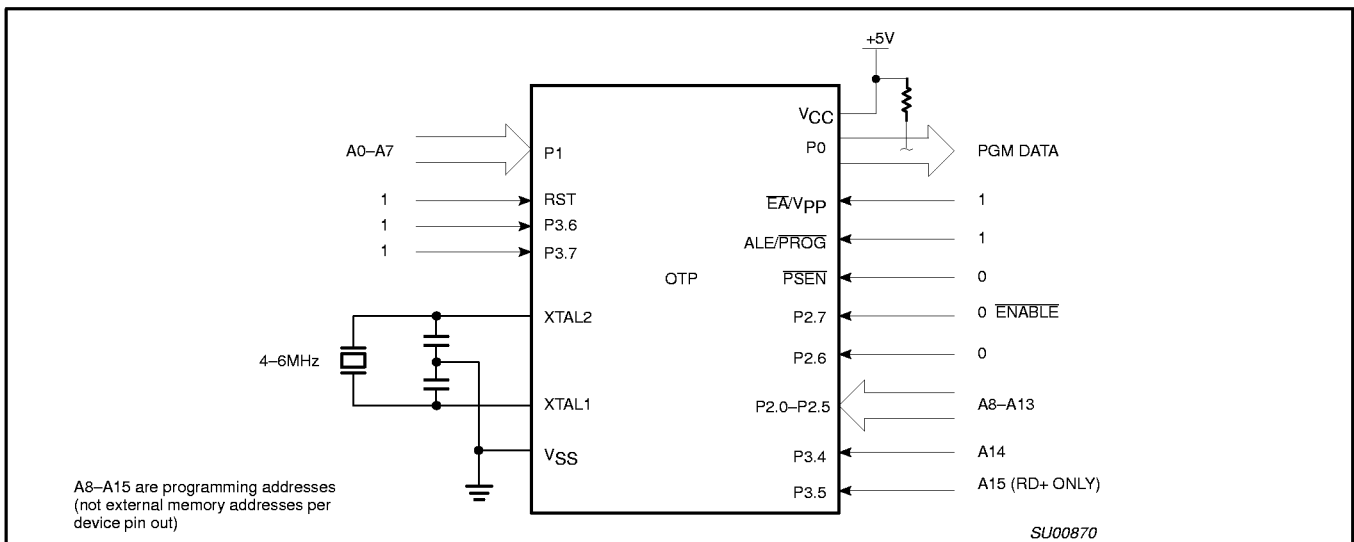 +5V
VCC
A0–A7
P1
P0
PGM DATA
1
RST
EA/VPP
1
1
P3.6
1
P3.7
ALE/PROG
1
OTP
PSEN
0
XTAL2
P2.7
0 ENABLE
4–6MHz
P2.6
0
XTAL1
P2.0–P2.5
A8–A13
VSS
P3.4
A14
P3.5
A15 (RD+ ONLY)
A8–A15 are programming addresses
(not external memory addresses per
device pin out)
SU00870